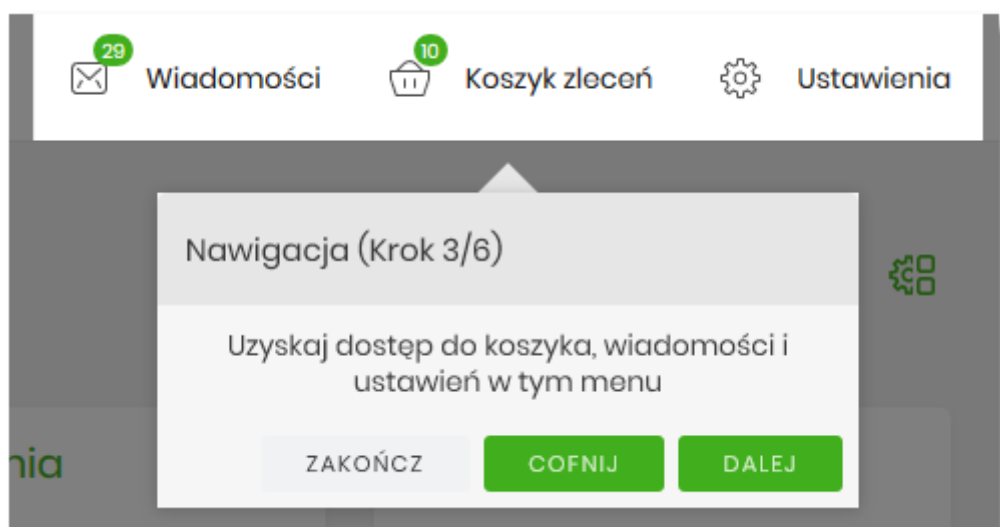 29 Wiadomości 10 Koszyk zleceń Ustawienia
Nawigacja (Krok 3/6)
Uzyskaj dostęp do koszyka, wiadomości i
ustawień w tym menu
nia
ZAKOŃCZ COFNIJ DALEJ